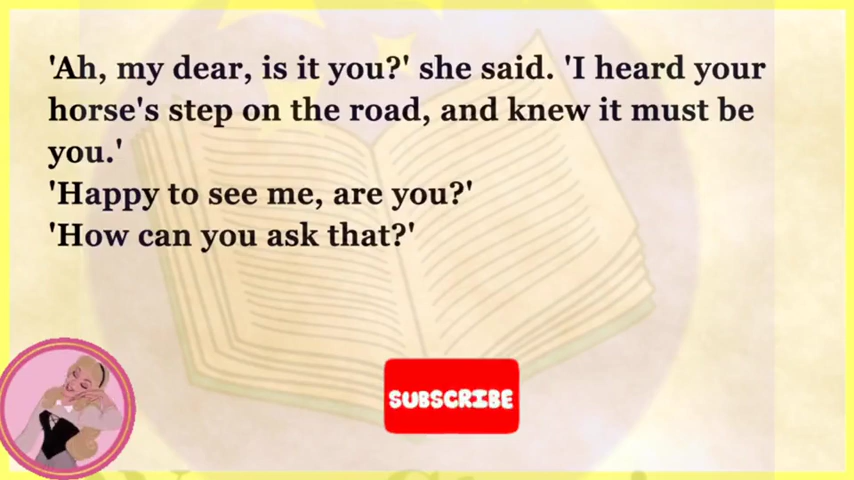 'Ah, my dear, is it you?' she said. 'I heard your
horse's step on the road, and knew it must be
you.'
'Happy to see me, are you?'
'How can you ask that?'
SUBSCRIBE